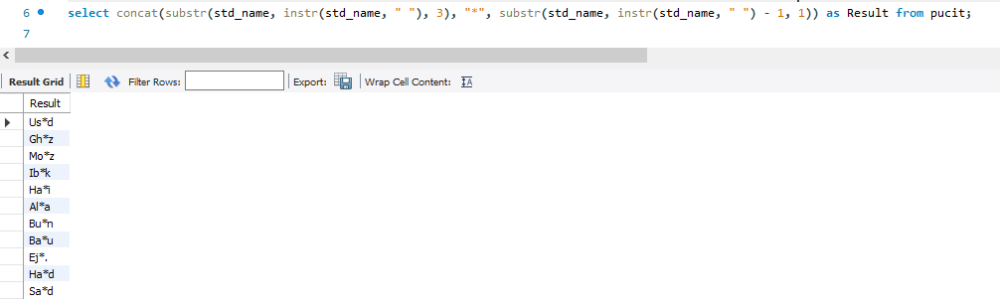 6 select concat(substr(std_name, instr(std_name, " "), 3), "*", substr(std_name, instr(std_name, " ") - 1, 1)) as Result from pucit;
7
Result Grid Filter Rows: Export: Wrap Cell Content: IA
Result
Us*d
Gh*z
Mo*z
Ib*k
Ha*i
Al*a
Bu*n
Ba*u
Ej*.
Ha*d
Sa*d